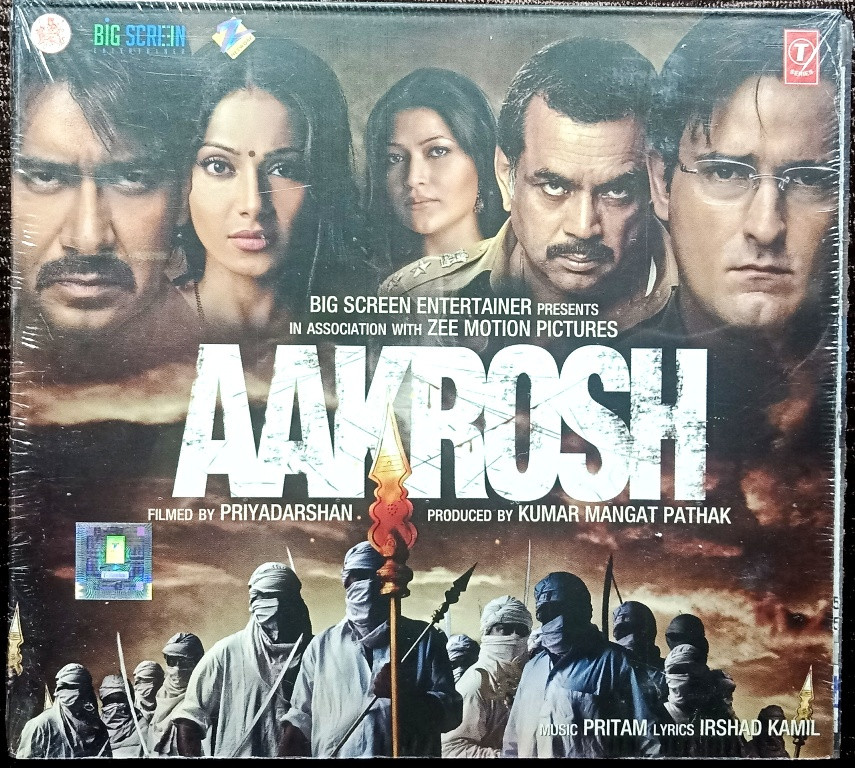 BIG SCREEN
ENTERTAINER
T
SERIES
BIG SCREEN ENTERTAINER PRESENTS
IN ASSOCIATION WITH ZEE MOTION PICTURES
AAKROSH
FILMED BY PRIYADARSHAN. PRODUCED BY KUMAR MANGAT PATHAK
MUSIC PRITAM LYRICS IRSHAD KAMIL